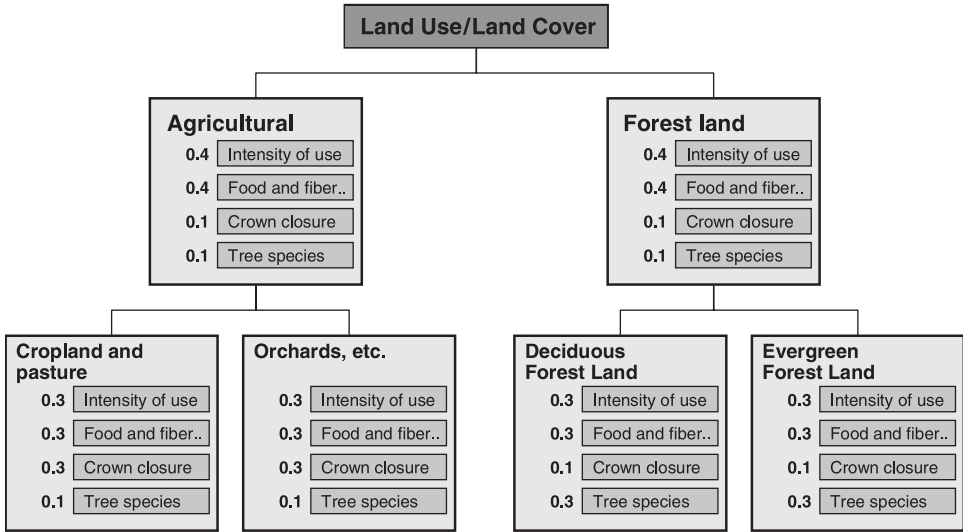 Land Use/Land Cover
Agricultural
0.4 Intensity of use
0.4 Food and fiber..
0.1 Crown closure
0.1 Tree species
Forest land
0.4 Intensity of use
0.4 Food and fiber..
0.1 Crown closure
0.1 Tree species
Cropland and
pasture
0.3 Intensity of use
0.3 Food and fiber..
0.3 Crown closure
0.1 Tree species
Orchards, etc.
0.3 Intensity of use
0.3 Food and fiber..
0.3 Crown closure
0.1 Tree species
Deciduous
Forest Land
0.3 Intensity of use
0.3 Food and fiber..
0.1 Crown closure
0.3 Tree species
Evergreen
Forest Land
0.3 Intensity of use
0.3 Food and fiber..
0.1 Crown closure
0.3 Tree species